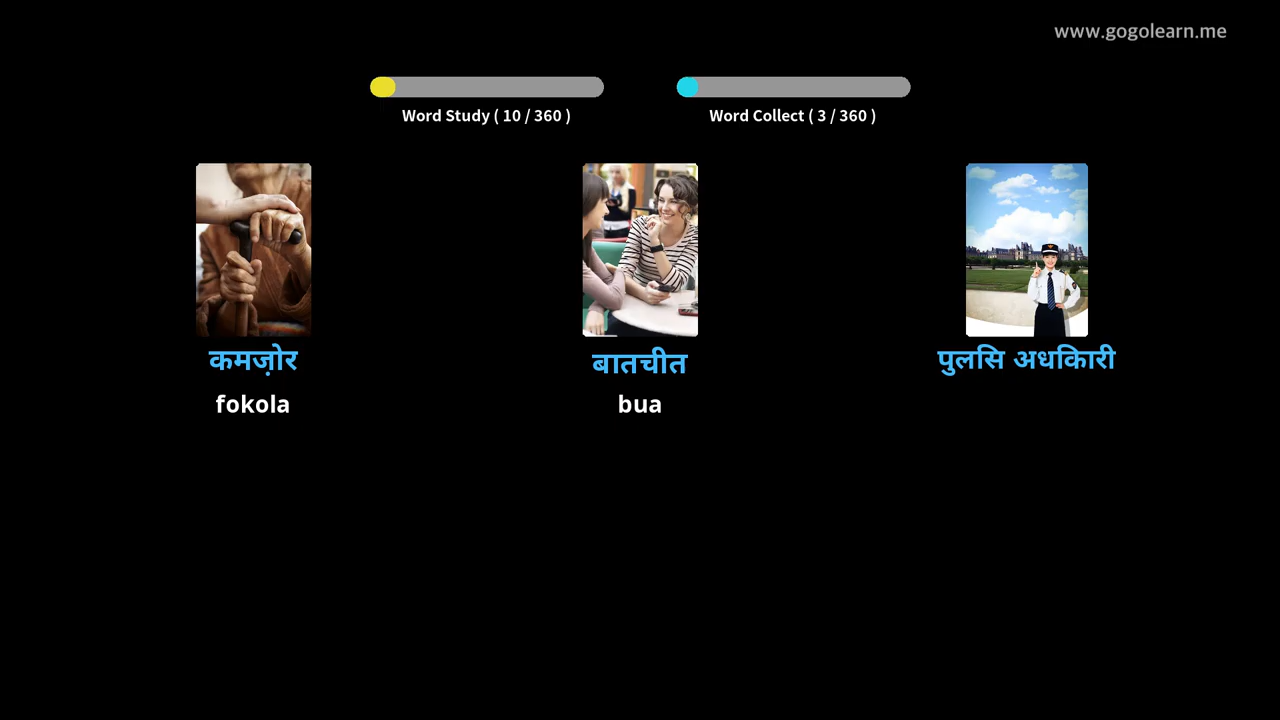 www.gogolearn.me
Word Study ( 10 / 360 )
Word Collect ( 3 / 360 )
कमज़ोर
बातचीत
पुलसि अधकिारी
fokola
bua